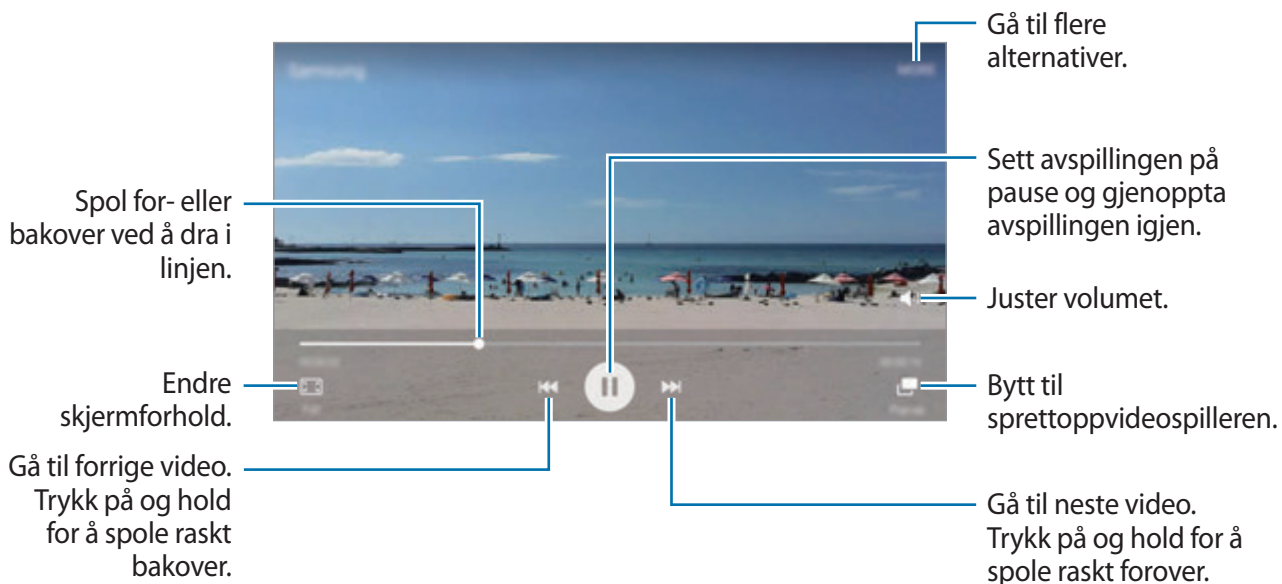 Gå til flere
alternativer.
Sett avspillingen på
pause og gjenoppta
avspillingen igjen.
Spol for- eller
bakover ved å dra i
linjen.
Juster volumet.
Endre
skjermforhold.
Bytt til
sprettoppvideospilleren.
Gå til forrige video.
Trykk på og hold
for å spole raskt
bakover.
Gå til neste video.
Trykk på og hold for å
spole raskt forover.
Samsung